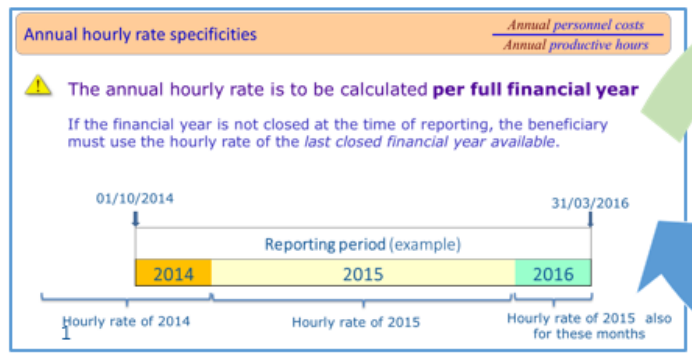 Annual hourly rate specificities
Annual personnel costs
Annual productive hours
The annual hourly rate is to be calculated per full financial year
If the financial year is not closed at the time of reporting, the beneficiary
must use the hourly rate of the last closed financial year available.
01/10/2014
31/03/2016
Reporting period (example)
2014
2015
2016
Hourly rate of 2014
Hourly rate of 2015
Hourly rate of 2015 also
for these months
1